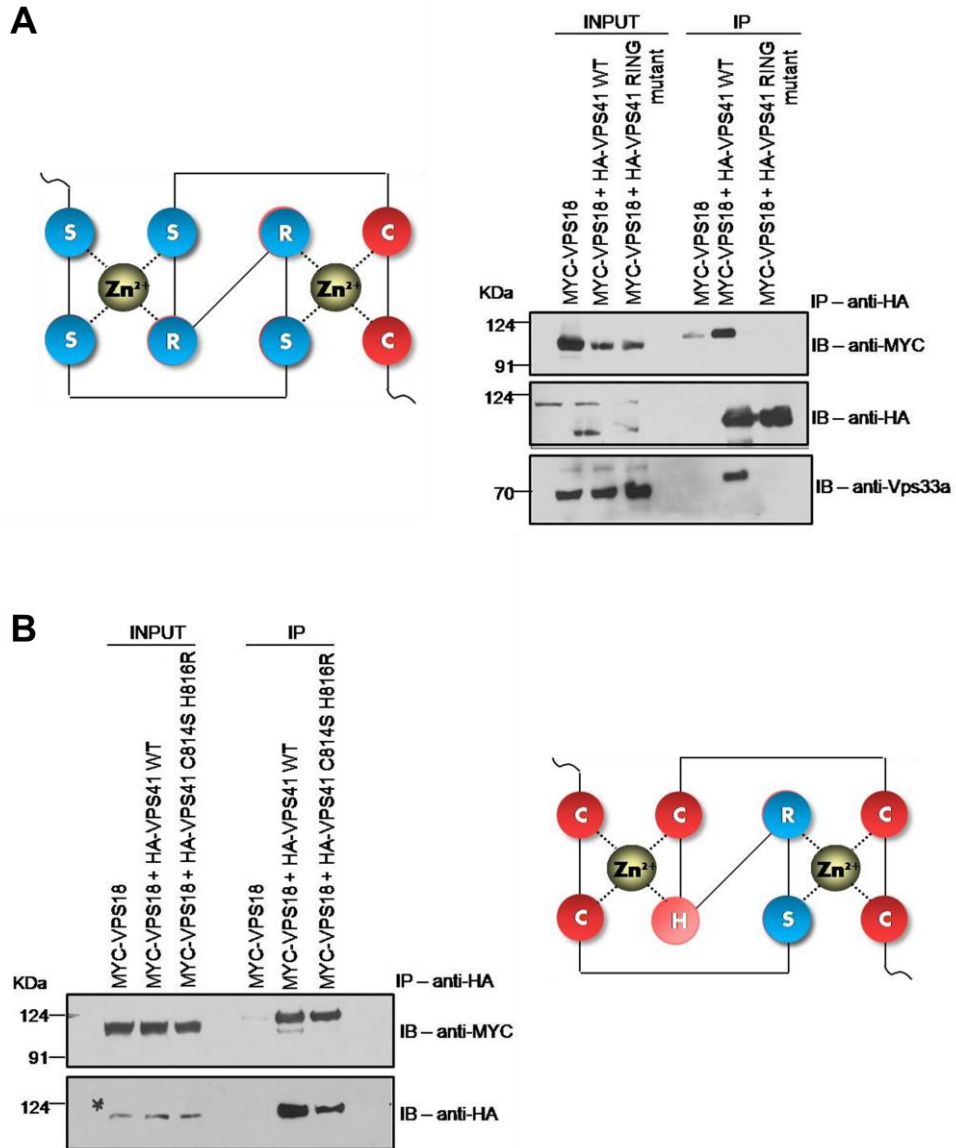 A
INPUT
IP
MYC-VPS18
MYC-VPS18 + HA-VPS41 WT
MYC-VPS18 + HA-VPS41 RING
mutant
MYC-VPS18
MYC-VPS18 + HA-VPS41 WT
MYC-VPS18 + HA-VPS41 RING
mutant
S
S
R
C
Zn²⁺
Zn²⁺
S
R
S
C
KDa
IP – anti-HA
124
91
IB – anti-MYC
124
IB – anti-HA
70
IB – anti-Vps33a
B
INPUT
IP
MYC-VPS18
MYC-VPS18 + HA-VPS41 WT
MYC-VPS18 + HA-VPS41 C814S H816R
MYC-VPS18
MYC-VPS18 + HA-VPS41 WT
MYC-VPS18 + HA-VPS41 C814S H816R
KDa
IP – anti-HA
124
91
IB – anti-MYC
124
*
IB – anti-HA
C
C
R
C
Zn²⁺
Zn²⁺
C
H
S
C